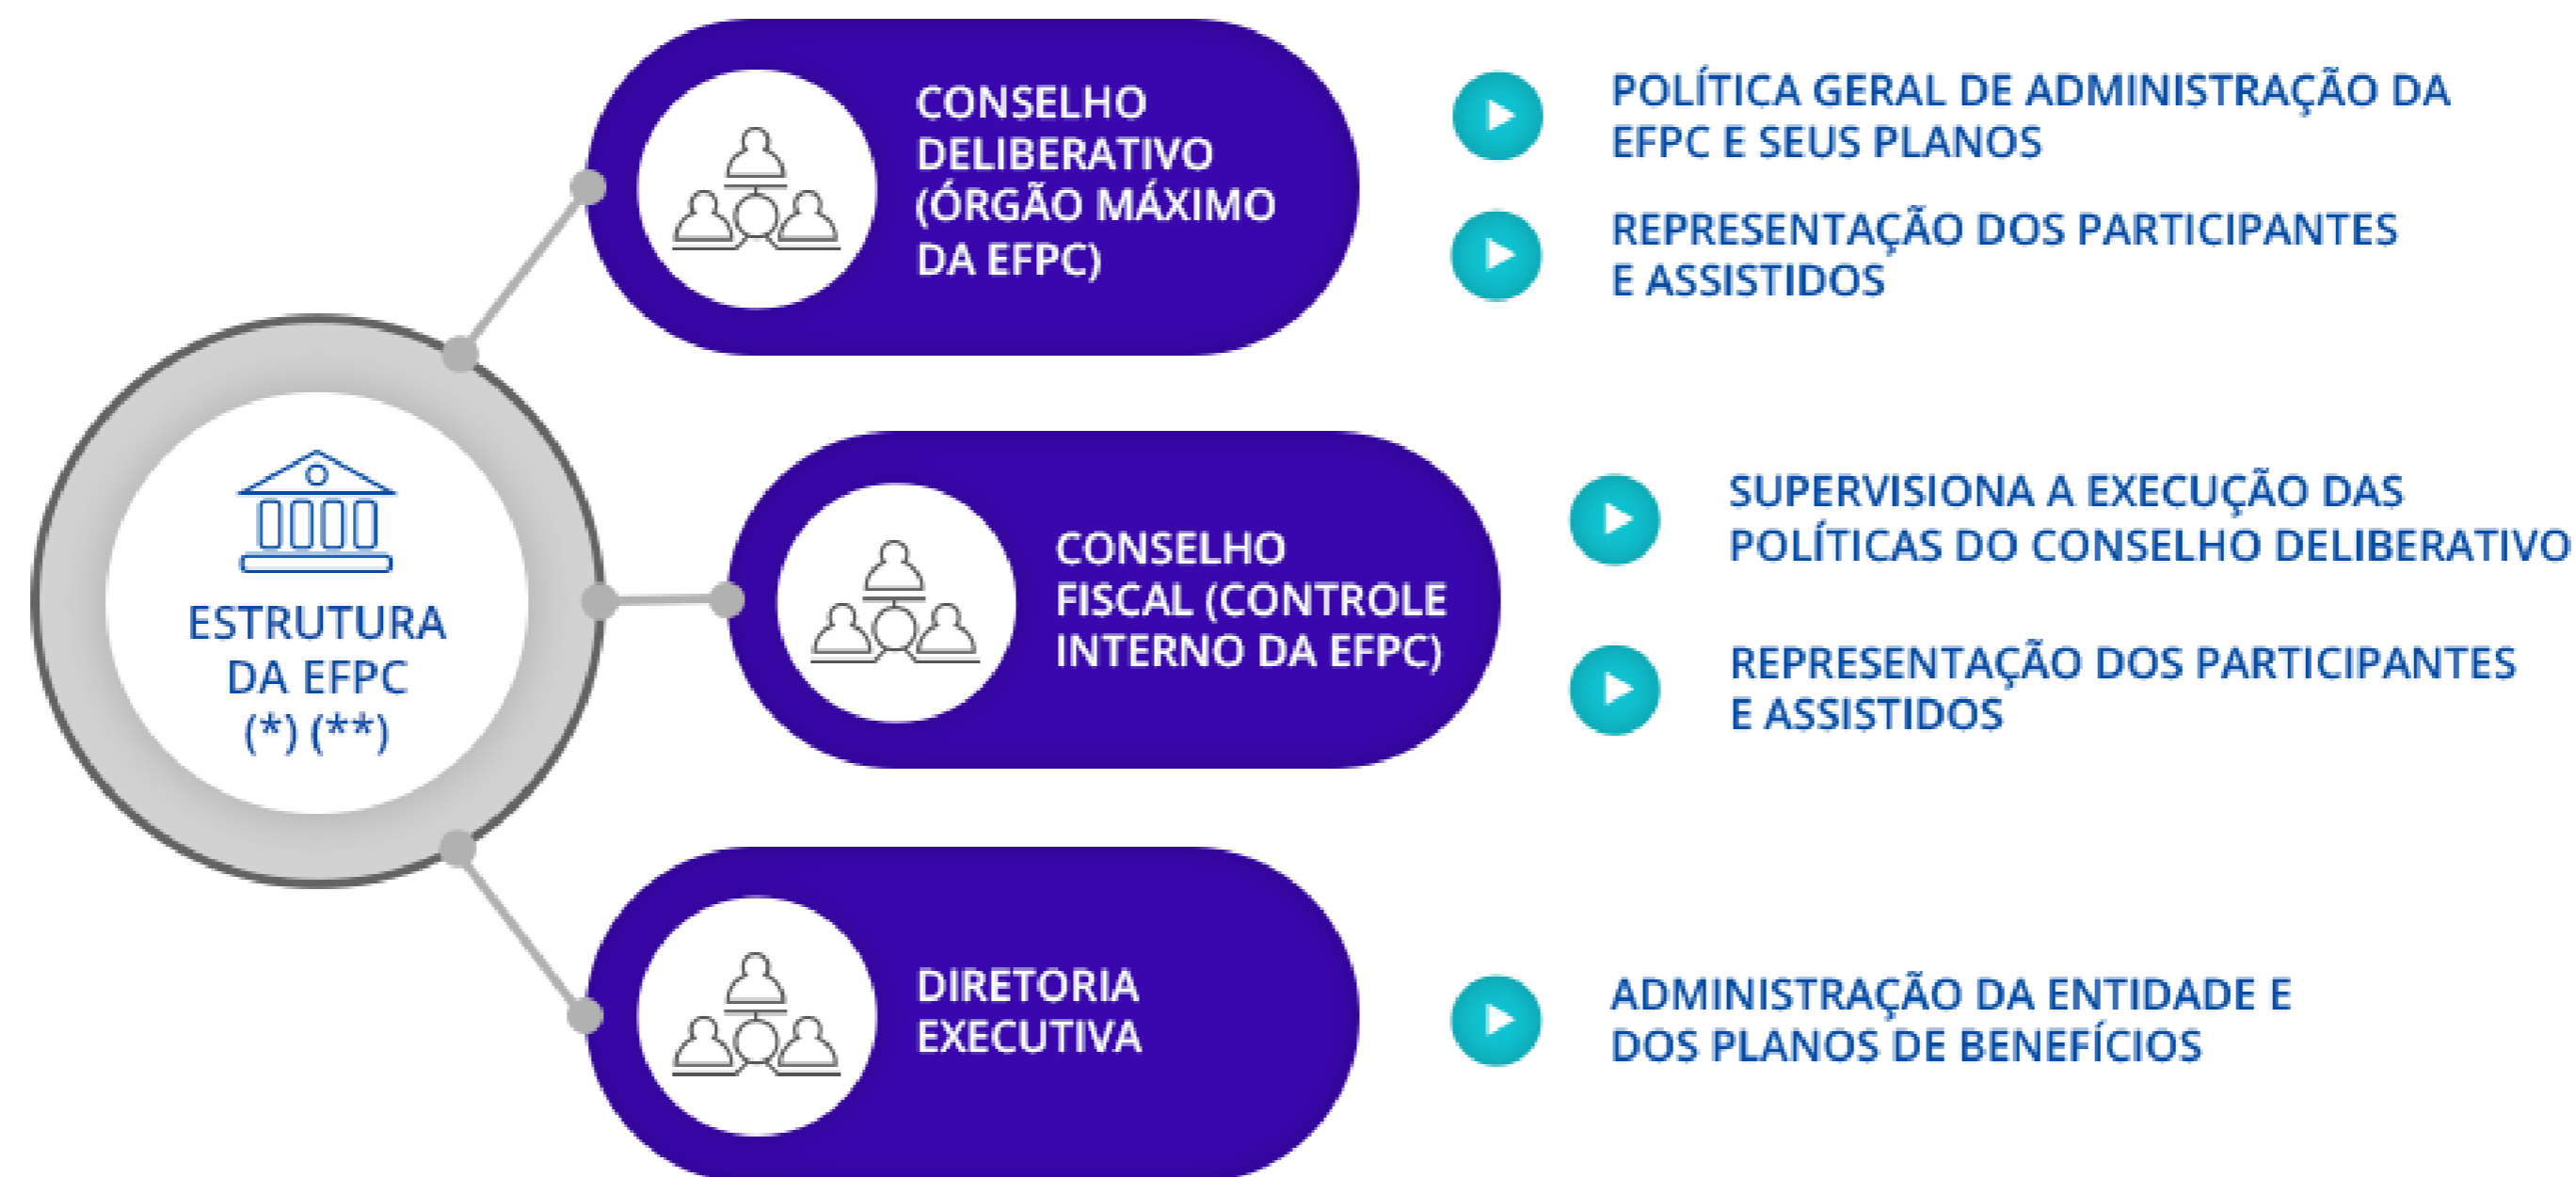 ESTRUTURA
DA EFPC
(*) (**)
CONSELHO
DELIBERATIVO
(ÓRGÃO MÁXIMO
DA EFPC)
POLÍTICA GERAL DE ADMINISTRAÇÃO DA
EFPC E SEUS PLANOS
REPRESENTAÇÃO DOS PARTICIPANTES
E ASSISTIDOS
CONSELHO
FISCAL (CONTROLE
INTERNO DA EFPC)
SUPERVISIONA A EXECUÇÃO DAS
POLÍTICAS DO CONSELHO DELIBERATIVO
REPRESENTAÇÃO DOS PARTICIPANTES
E ASSISTIDOS
DIRETORIA
EXECUTIVA
ADMINISTRAÇÃO DA ENTIDADE E
DOS PLANOS DE BENEFÍCIOS